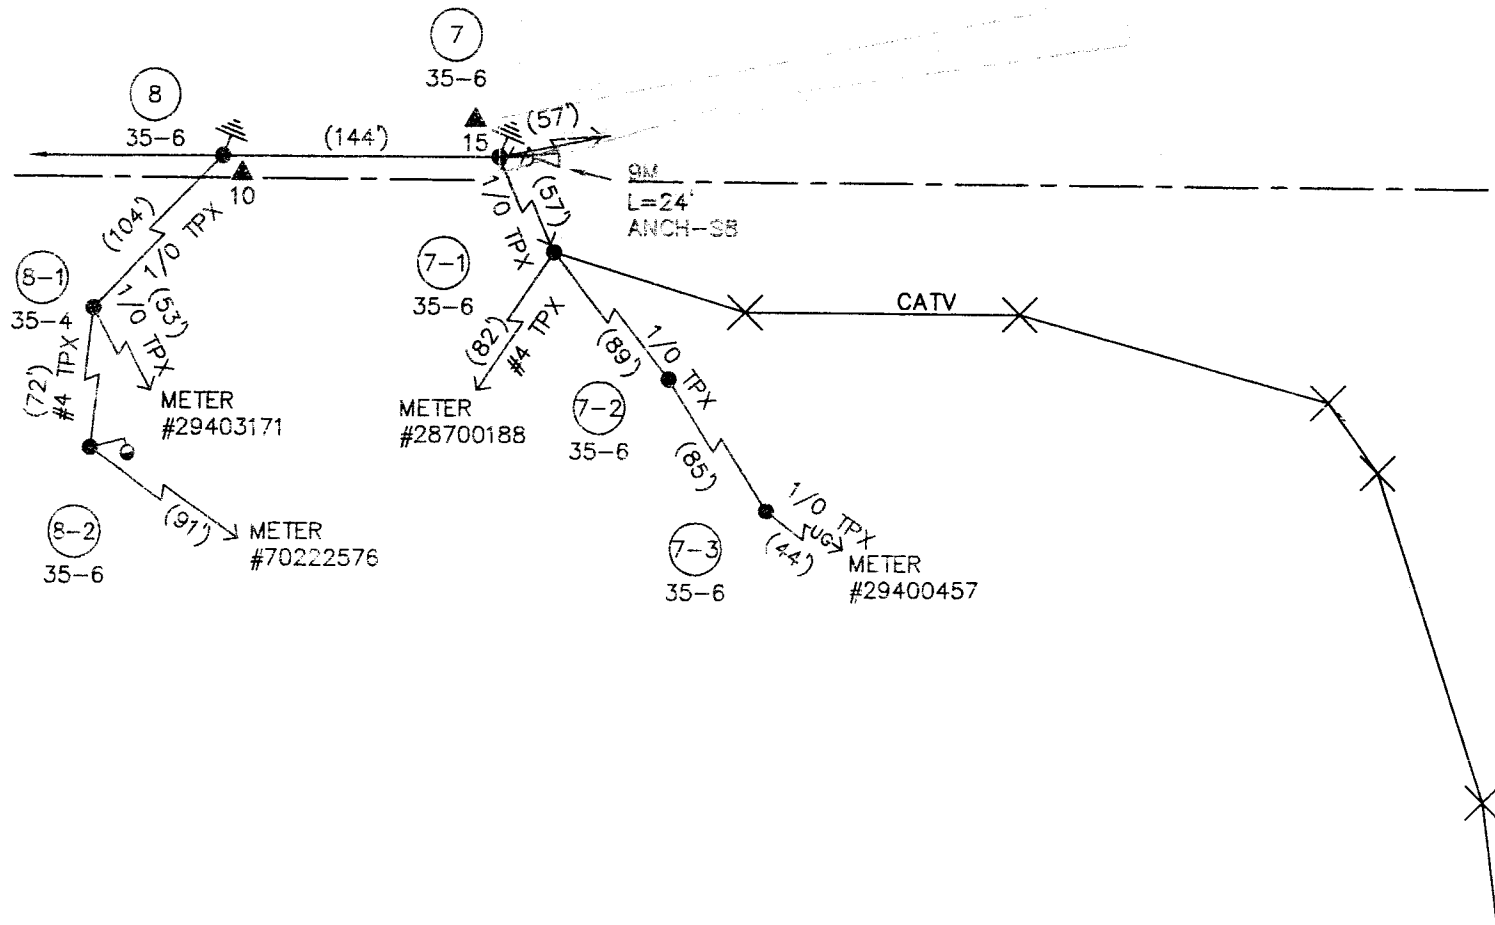 7
35-6
8
35-6
(144')
15
(57')
10
9M
L=24'
ANCH-SB
(104')
1/0 TPX
1/0 TPX
(57')
8-1
35-4
1/0 TPX
(53')
7-1
35-6
CATV
(72')
#4 TPX
(82')
#4 TPX
(89')
1/0 TPX
METER
#29403171
METER
#28700188
7-2
35-6
(85')
(91')
8-2
35-6
METER
#70222576
1/0 TPX
UG
(44')
7-3
35-6
METER
#29400457